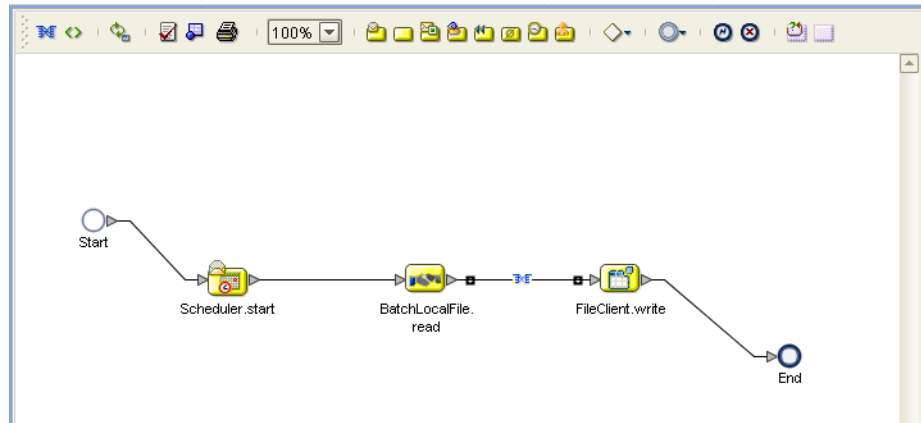 100%
Start
Scheduler.start
BatchLocalFile.
read
FileClient.write
End